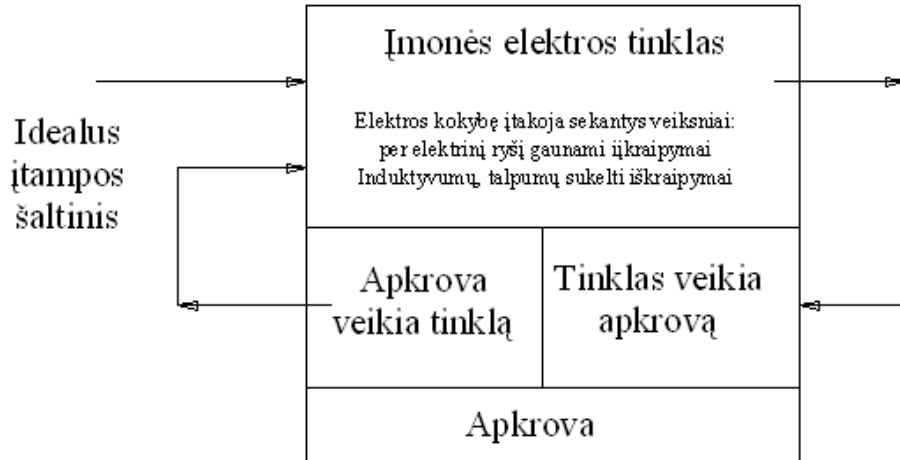 Įmonės elektros tinklas
Idealus
įtampos
šaltinis
Elektros kokybę įtakoja sekantys veiksniai:
per elektrinį ryšį gaunami iįkraipymai
Induktyvumų, talpumų sukelti iškraipymai
Apkrova
veikia tinklą
Tinklas veikia
apkrovą
Apkrova